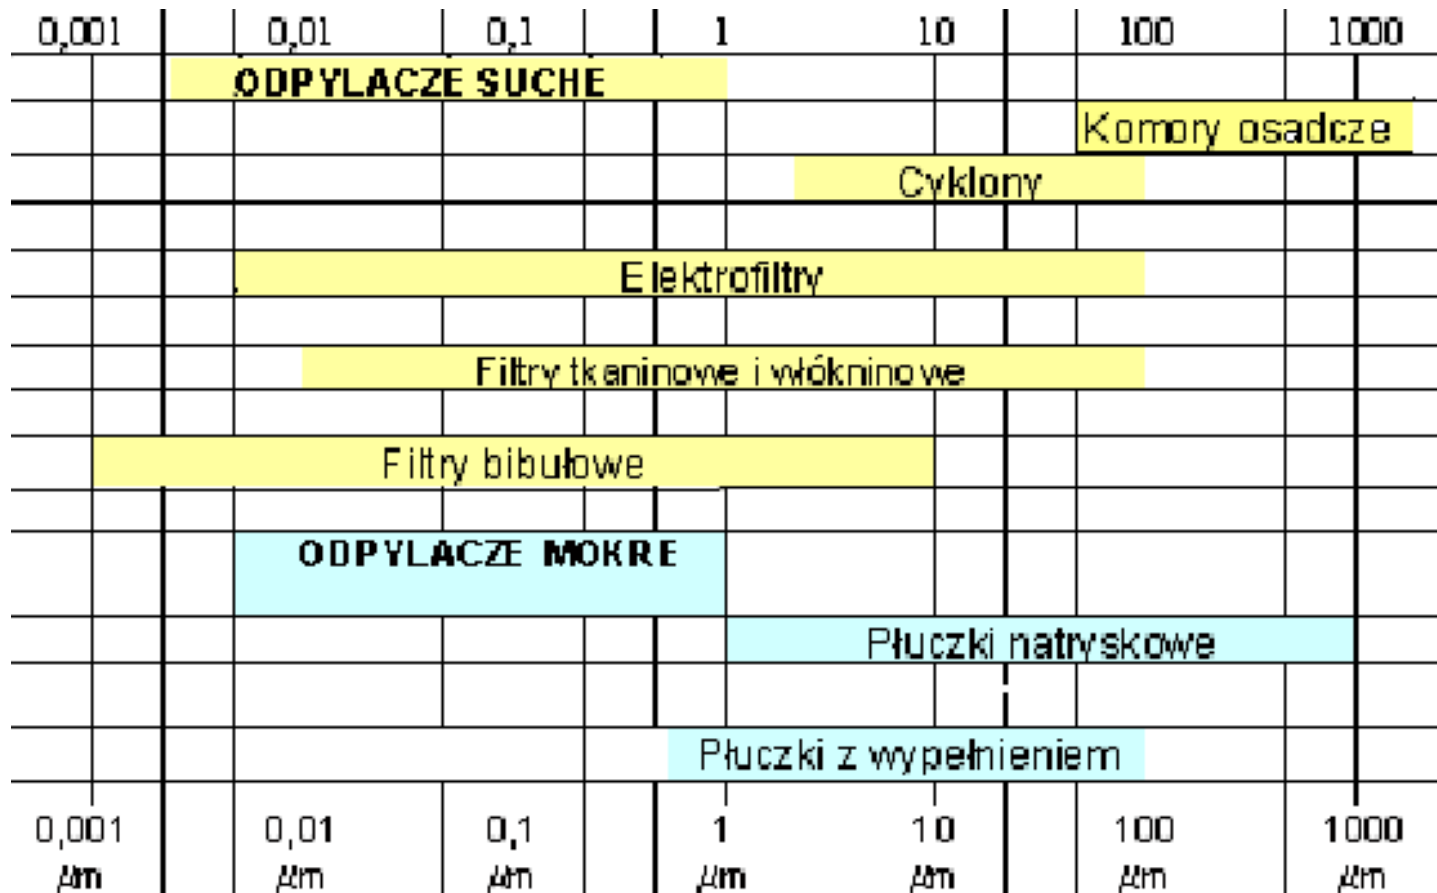 0,001 0,01 0,1 1 10 100 1000
ODPYLACZE SUCHE
Komory osadcze
Cyklony
Elektrofiltry
Filtry tkaninowe i włókninowe
Filtry bibułowe
ODPYLACZE MOKRE
Płuczki natryskowe
Płuczki z wypełnieniem
0,001 0,01 0,1 1 10 100 1000
μm μm μm μm μm μm μm